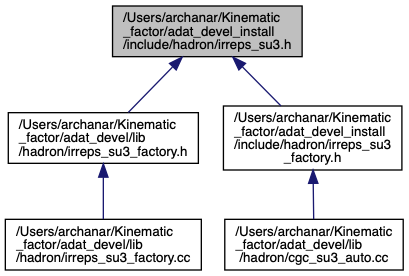 /Users/archanar/Kinematic
_factor/adat_devel_install
/include/hadron/irreps_su3.h
/Users/archanar/Kinematic
_factor/adat_devel/lib
/hadron/irreps_su3_factory.h
/Users/archanar/Kinematic
_factor/adat_devel_install
/include/hadron/irreps_su3
_factory.h
/Users/archanar/Kinematic
_factor/adat_devel/lib
/hadron/irreps_su3_factory.cc
/Users/archanar/Kinematic
_factor/adat_devel/lib
/hadron/cgc_su3_auto.cc